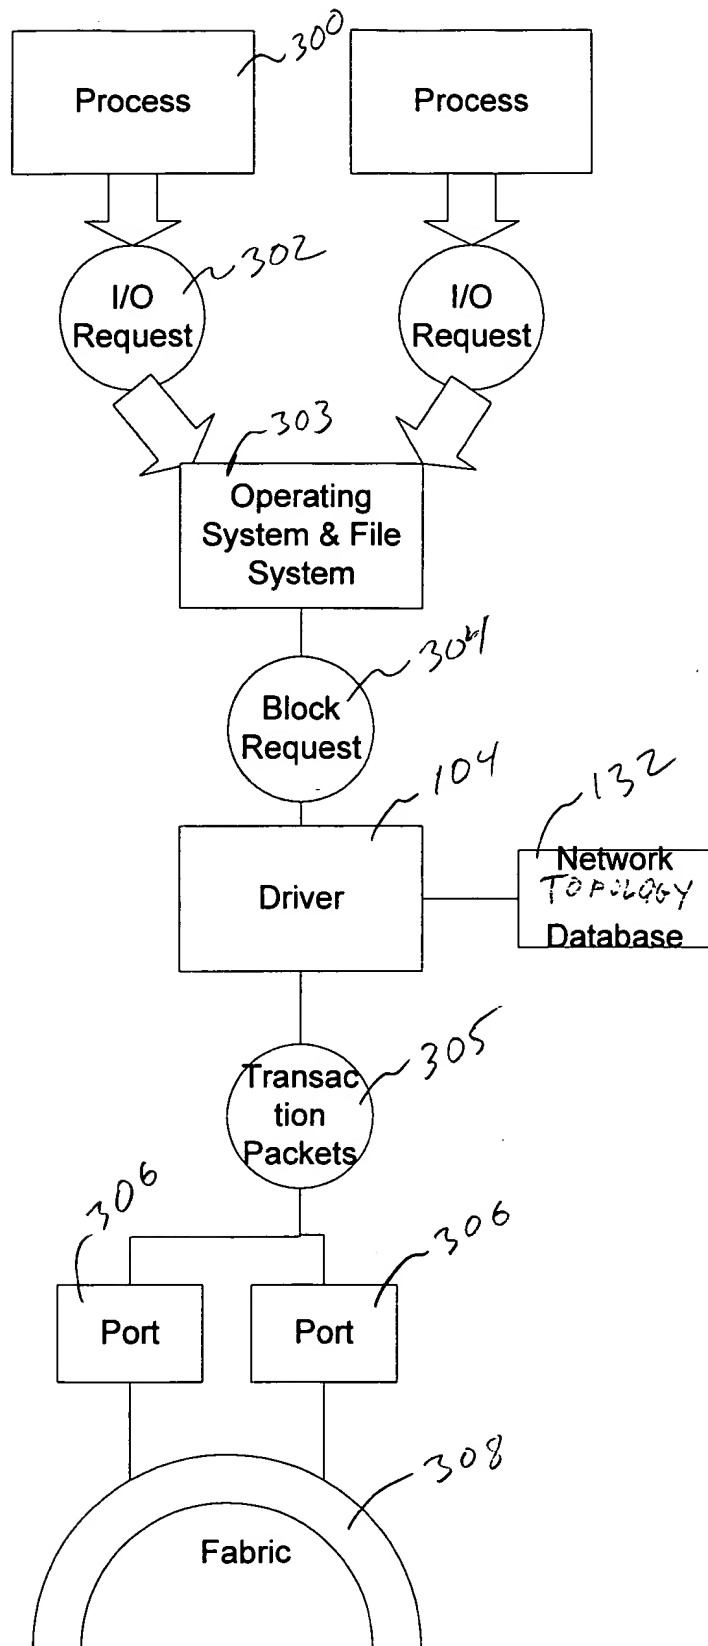 300
Process
Process
302
I/O
Request
I/O
Request
303
Operating
System & File
System
304
Block
Request
104
132
Driver
Network
TOPOLOGY
Database
305
Transac
tion
Packets
306
306
Port
Port
308
Fabric